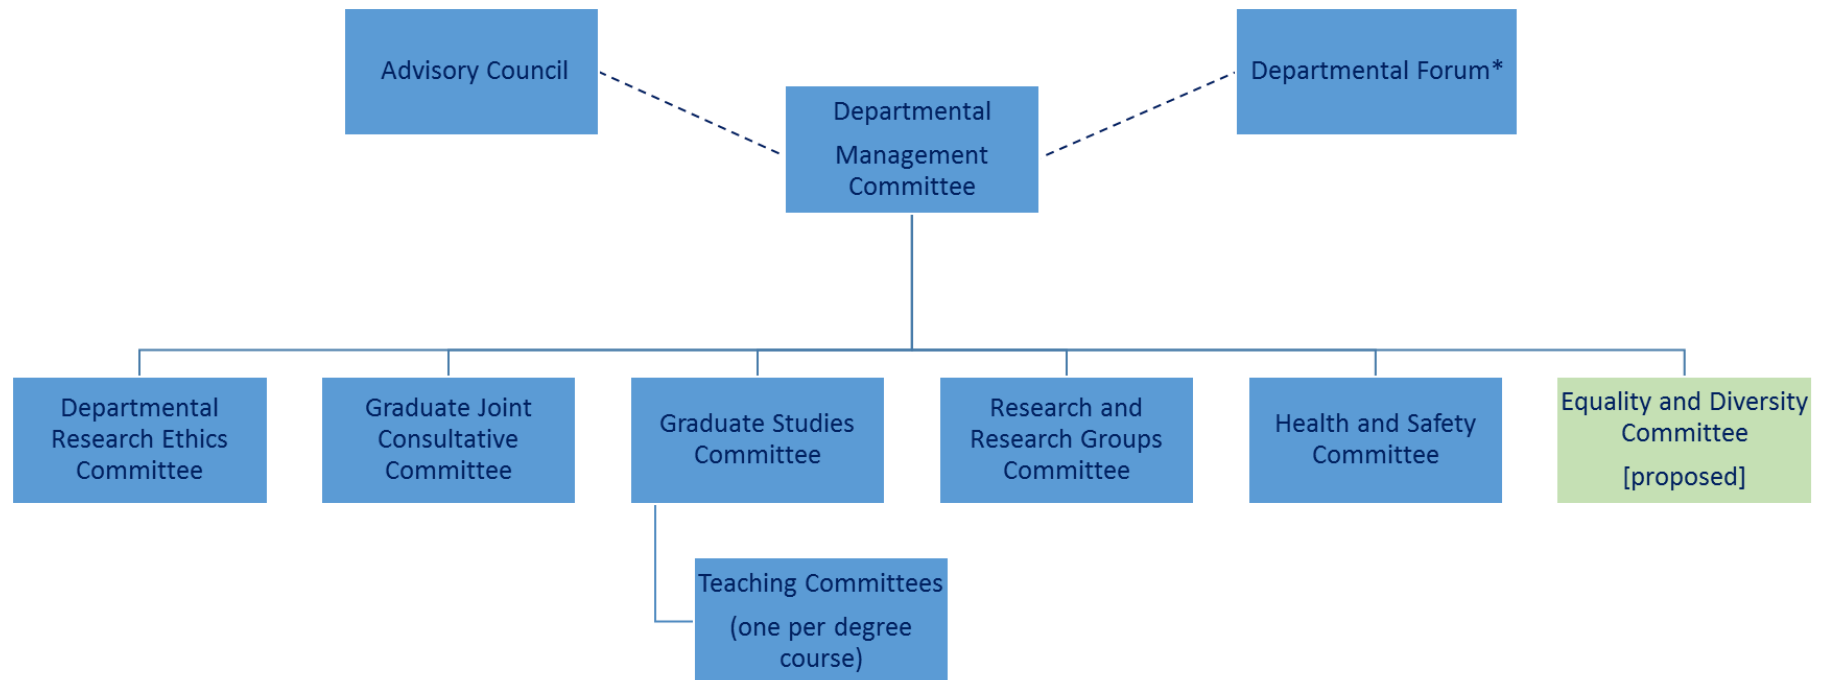 Advisory Council
Departmental Forum*
Departmental
Management
Committee
Departmental
Research Ethics
Committee
Graduate Joint
Consultative
Committee
Graduate Studies
Committee
Research and
Research Groups
Committee
Health and Safety
Committee
Equality and Diversity
Committee
[proposed]
Teaching Committees
(one per degree
course)